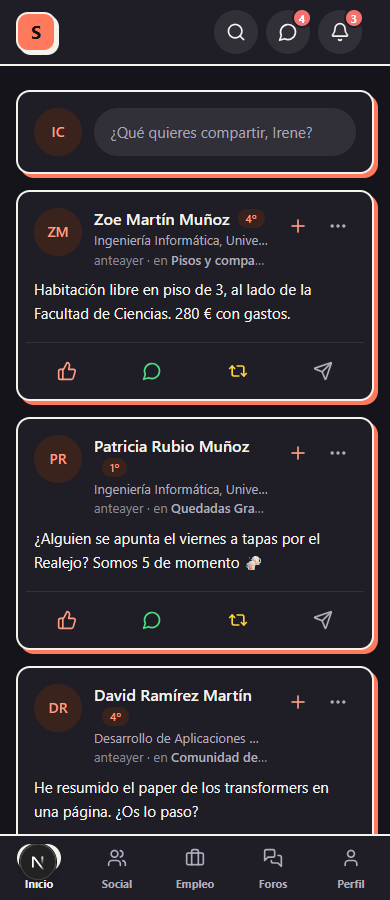 S
4
3
IC
¿Qué quieres compartir, Irene?
ZM
Zoe Martín Muñoz 4º
Ingeniería Informática, Unive...
anteayer · en Pisos y compa...
Habitación libre en piso de 3, al lado de la
Facultad de Ciencias. 280 € con gastos.
PR
Patricia Rubio Muñoz
1º
Ingeniería Informática, Unive...
anteayer · en Quedadas Gra...
¿Alguien se apunta el viernes a tapas por el
Realejo? Somos 5 de momento 🍻
DR
David Ramírez Martín
4º
Desarrollo de Aplicaciones ...
anteayer · en Comunidad de...
He resumido el paper de los transformers en
una página. ¿Os lo paso?
N
Inicio
Social
Empleo
Foros
Perfil